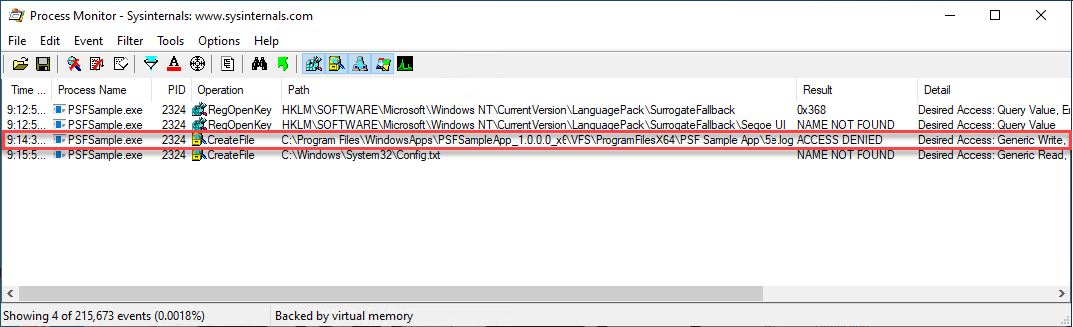 Process Monitor - Sysinternals: www.sysinternals.com
File Edit Event Filter Tools Options Help
Time ... Process Name PID Operation Path Result Detail
9:12:5... PSFSample.exe 2324 RegOpenKey HKLM\SOFTWARE\Microsoft\Windows NT\CurrentVersion\LanguagePack\SurrogateFallback 0x368 Desired Access: Query Value, En
9:12:5... PSFSample.exe 2324 RegOpenKey HKLM\SOFTWARE\Microsoft\Windows NT\CurrentVersion\LanguagePack\SurrogateFallback\Segoe UI NAME NOT FOUND Desired Access: Query Value
9:14:3... PSFSample.exe 2324 CreateFile C:\Program Files\WindowsApps\PSFSampleApp_1.0.0.0_x6\VFS\ProgramFilesX64\PSF Sample App\5e.log ACCESS DENIED Desired Access: Generic Write,
9:15:5... PSFSample.exe 2324 CreateFile C:\Windows\System32\Config.txt NAME NOT FOUND Desired Access: Generic Read,
Showing 4 of 215,673 events (0.0018%) Backed by virtual memory